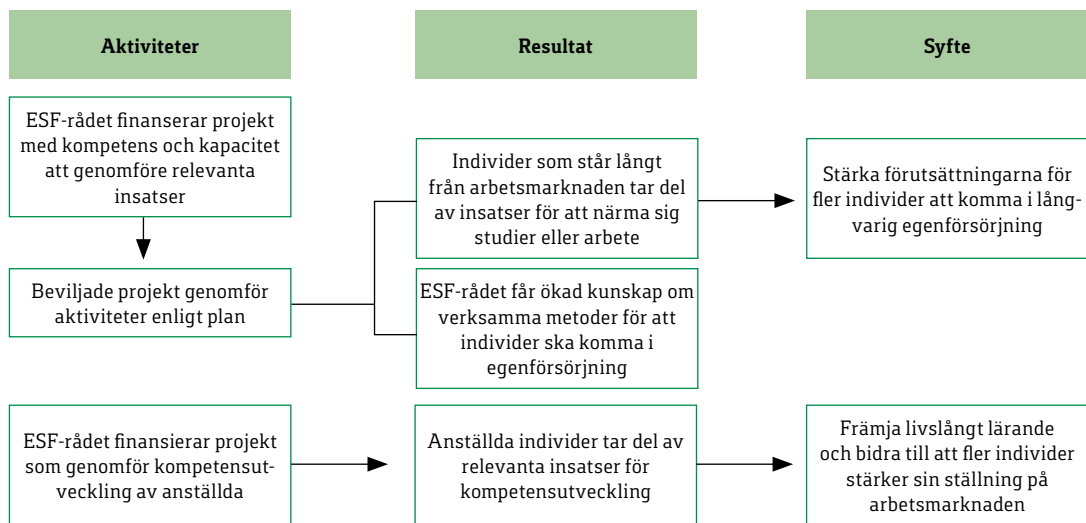 Aktiviteter
Resultat
Syfte
ESF-rådet finanserar projekt
med kompetens och kapacitet
att genomföre relevanta
insatser
Individer som står långt
från arbetsmarknaden tar del
av insatser för att närma sig
studier eller arbete
Stärka förutsättningarna för
fler individer att komma i lång-
varig egenförsörjning
Beviljade projekt genomför
aktiviteter enligt plan
ESF-rådet får ökad kunskap om
verksamma metoder för att
individer ska komma i
egenförsörjning
ESF-rådet finansierar projekt
som genomför kompetensut-
veckling av anställda
Anställda individer tar del av
relevanta insatser för
kompetensutveckling
Främja livslångt lärande
och bidra till att fler individer
stärker sin ställning på
arbetsmarknaden